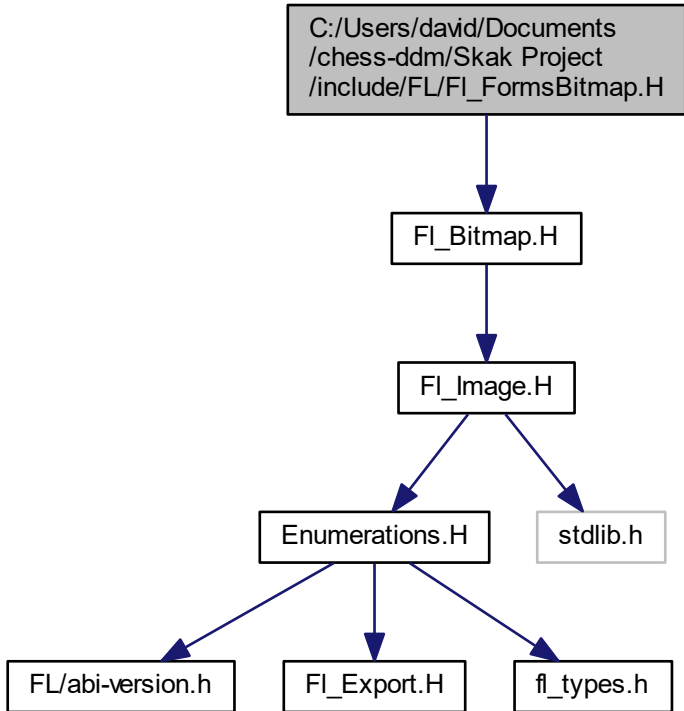 C:/Users/david/Documents
/chess-ddm/Skak Project
/include/FL/Fl_FormsBitmap.H
Fl_Bitmap.H
Fl_Image.H
Enumerations.H
stdlib.h
FL/abi-version.h
Fl_Export.H
fl_types.h